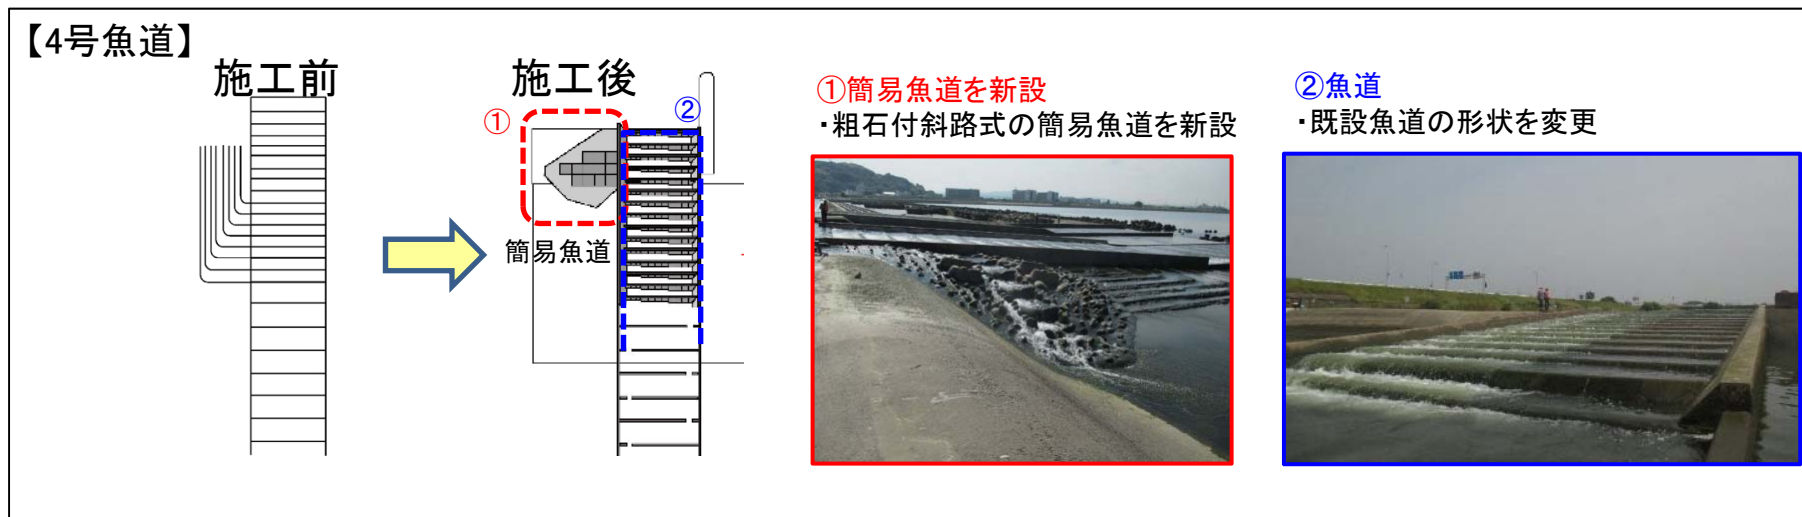 【4号魚道】
施工前
施工後
①
②
簡易魚道
①簡易魚道を新設
・粗石付斜路式の簡易魚道を新設
②魚道
・既設魚道の形状を変更